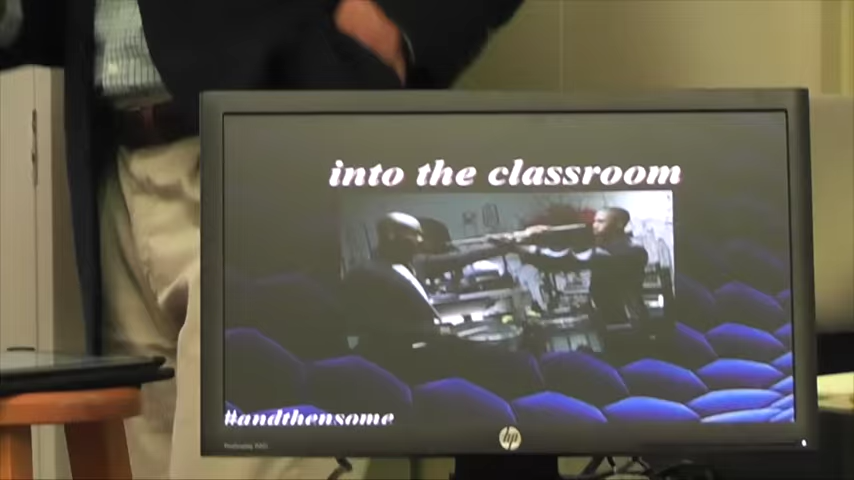 into the classroom
#andthensome
hp